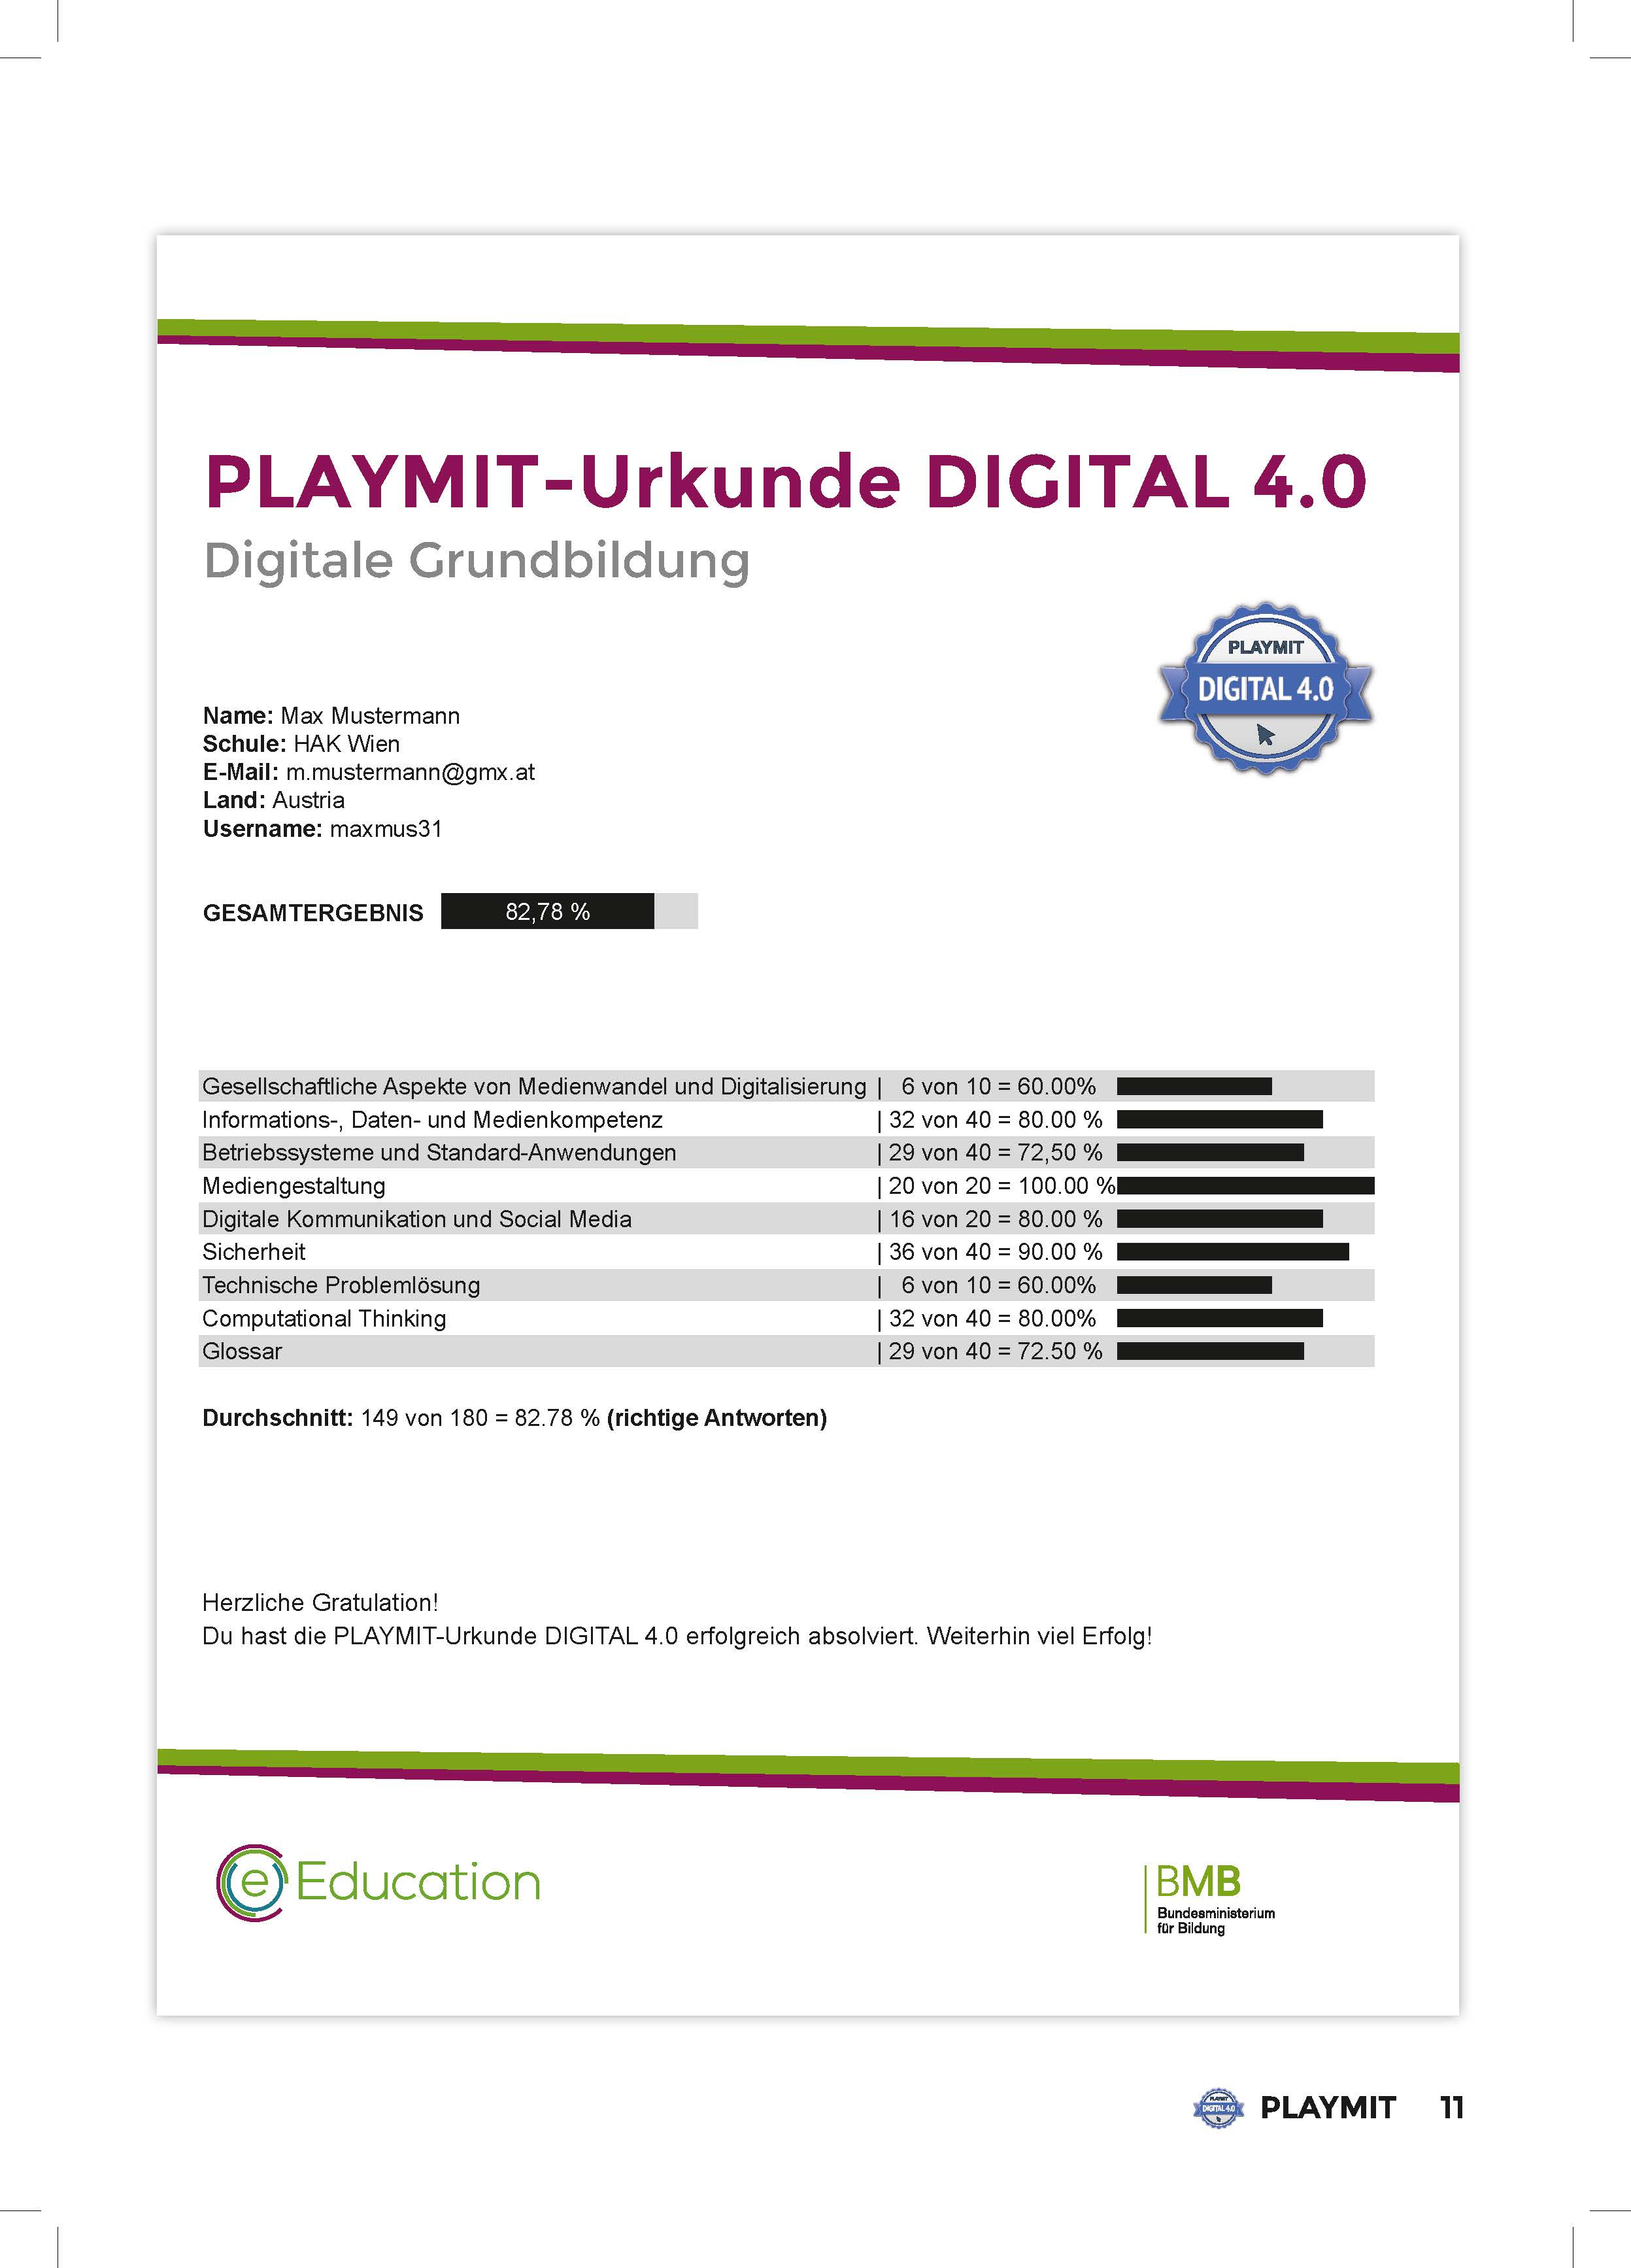 PLAYMIT-Urkunde DIGITAL 4.0
Digitale Grundbildung
PLAYMIT
DIGITAL 4.0
Name: Max Mustermann
Schule: HAK Wien
E-Mail: m.mustermann@gmx.at
Land: Austria
Username: maxmus31
GESAMTERGEBNIS 82,78 %
Gesellschaftliche Aspekte von Medienwandel und Digitalisierung | 6 von 10 = 60.00%
Informations-, Daten- und Medienkompetenz | 32 von 40 = 80.00 %
Betriebssysteme und Standard-Anwendungen | 29 von 40 = 72,50 %
Mediengestaltung | 20 von 20 = 100.00 %
Digitale Kommunikation und Social Media | 16 von 20 = 80.00 %
Sicherheit | 36 von 40 = 90.00 %
Technische Problemlösung | 6 von 10 = 60.00%
Computational Thinking | 32 von 40 = 80.00%
Glossar | 29 von 40 = 72.50 %
Durchschnitt: 149 von 180 = 82.78 % (richtige Antworten)
Herzliche Gratulation!
Du hast die PLAYMIT-Urkunde DIGITAL 4.0 erfolgreich absolviert. Weiterhin viel Erfolg!
e Education
BMB
Bundesministerium
für Bildung
PLAYMIT
DIGITAL 4.0
PLAYMIT 11